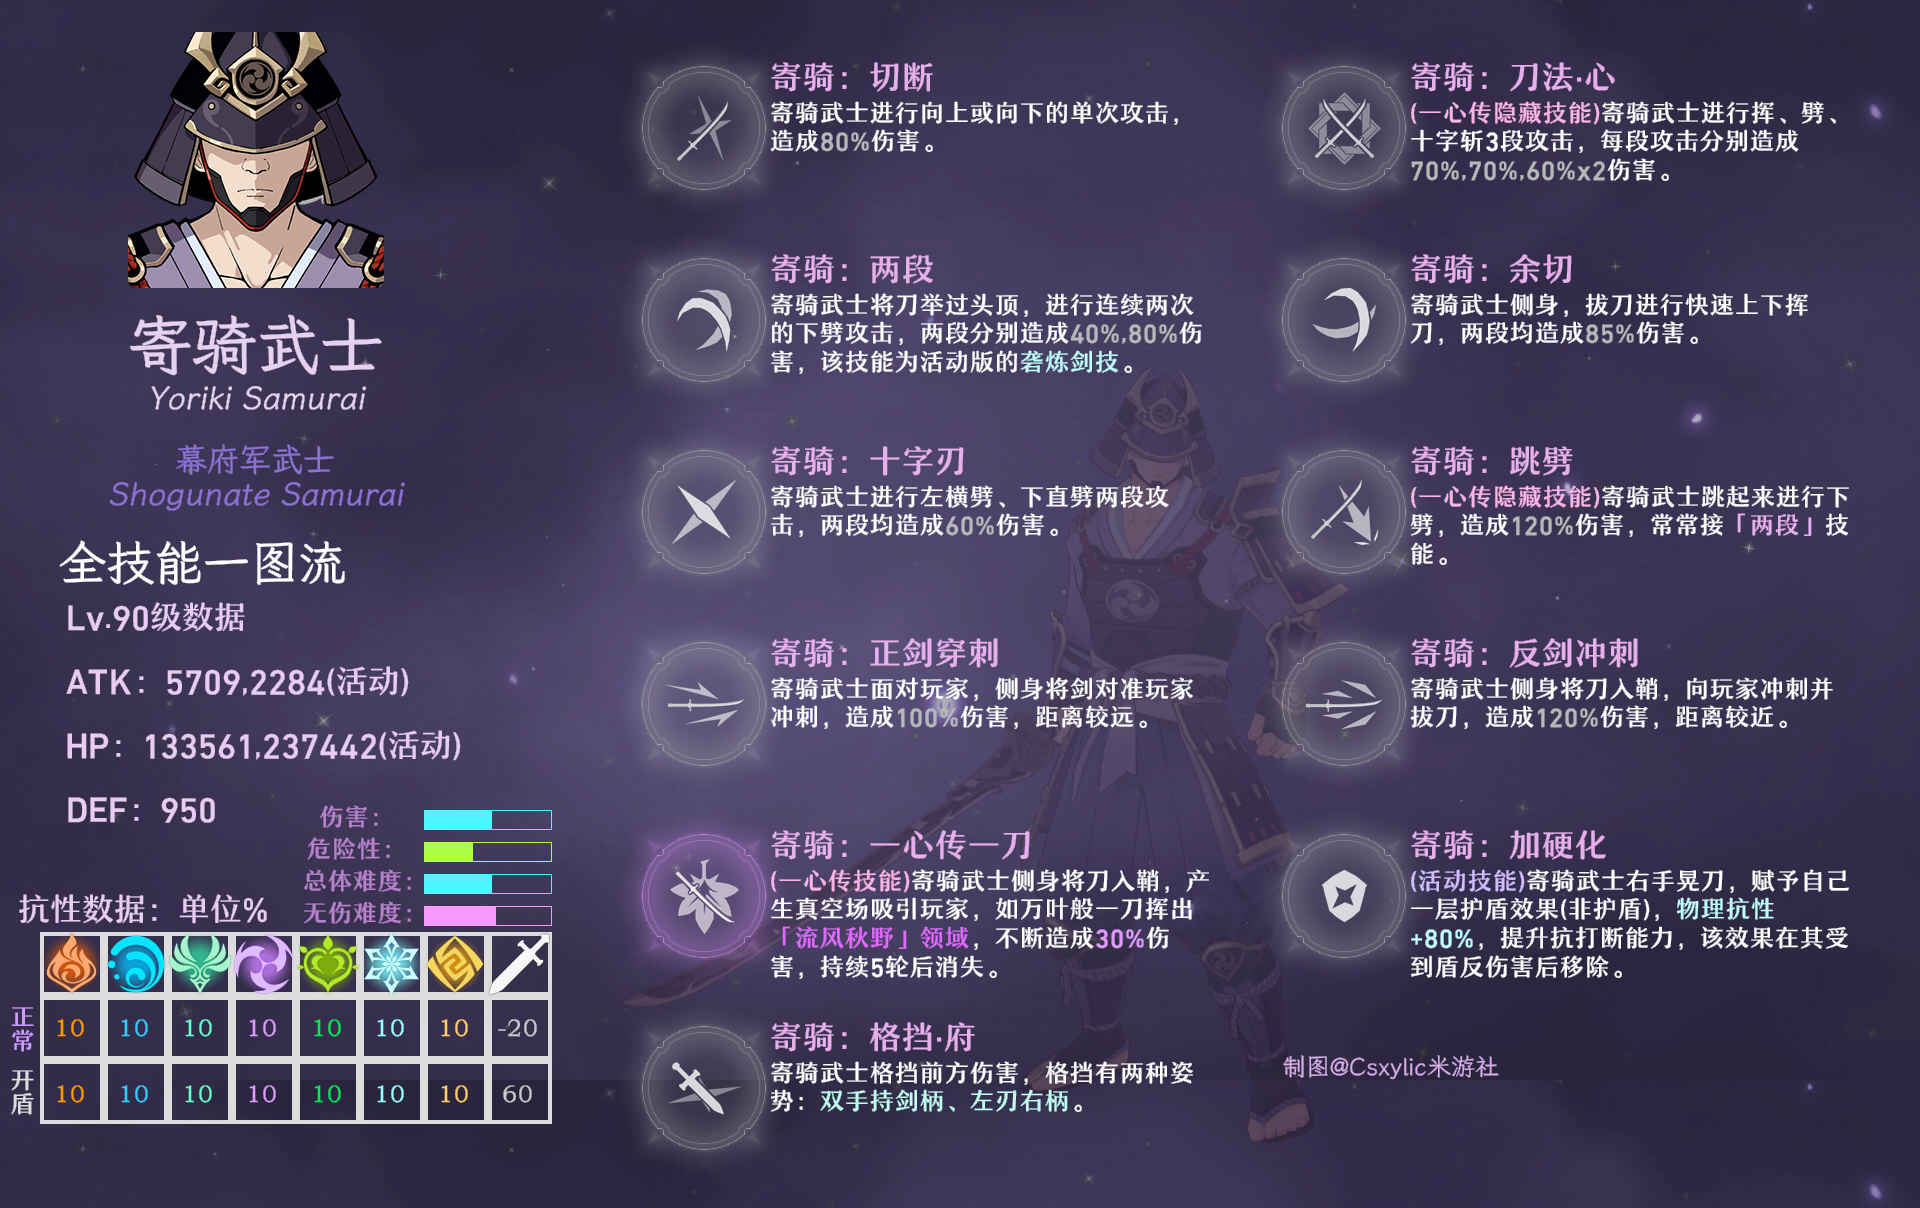 寄骑武士
Yoriki Samurai
幕府军武士
Shogunate Samurai
全技能一图流
Lv.90级数据
ATK：5709,2284(活动)
HP：133561,237442(活动)
DEF：950
伤害：
危险性：
总体难度：
无伤难度：
抗性数据：单位%
正常 10 10 10 10 10 10 10 -20
开盾 10 10 10 10 10 10 10 60
寄骑：切断
寄骑武士进行向上或向下的单次攻击，
造成80%伤害。
寄骑：两段
寄骑武士将刀举过头顶，进行连续两次
的下劈攻击，两段分别造成40%,80%伤
害，该技能为活动版的砻炼剑技。
寄骑：十字刃
寄骑武士进行左横劈、下直劈两段攻
击，两段均造成60%伤害。
寄骑：正剑穿刺
寄骑武士面对玩家，侧身将剑对准玩家
冲刺，造成100%伤害，距离较远。
寄骑：一心传一刀
(一心传技能)寄骑武士侧身将刀入鞘，产
生真空场吸引玩家，如万叶般一刀挥出
「流风秋野」领域，不断造成30%伤
害，持续5轮后消失。
寄骑：格挡·府
寄骑武士格挡前方伤害，格挡有两种姿
势：双手持剑柄、左刃右柄。
寄骑：刀法·心
(一心传隐藏技能)寄骑武士进行挥、劈、
十字斩3段攻击，每段攻击分别造成
70%,70%,60%x2伤害。
寄骑：余切
寄骑武士侧身，拔刀进行快速上下挥
刀，两段均造成85%伤害。
寄骑：跳劈
(一心传隐藏技能)寄骑武士跳起来进行下
劈，造成120%伤害，常常接「两段」技
能。
寄骑：反剑冲刺
寄骑武士侧身将刀入鞘，向玩家冲刺并
拔刀，造成120%伤害，距离较近。
寄骑：加硬化
(活动技能)寄骑武士右手晃刀，赋予自己
一层护盾效果(非护盾)，物理抗性
+80%，提升抗打断能力，该效果在其受
到盾反伤害后移除。
制图@Csxylic米游社